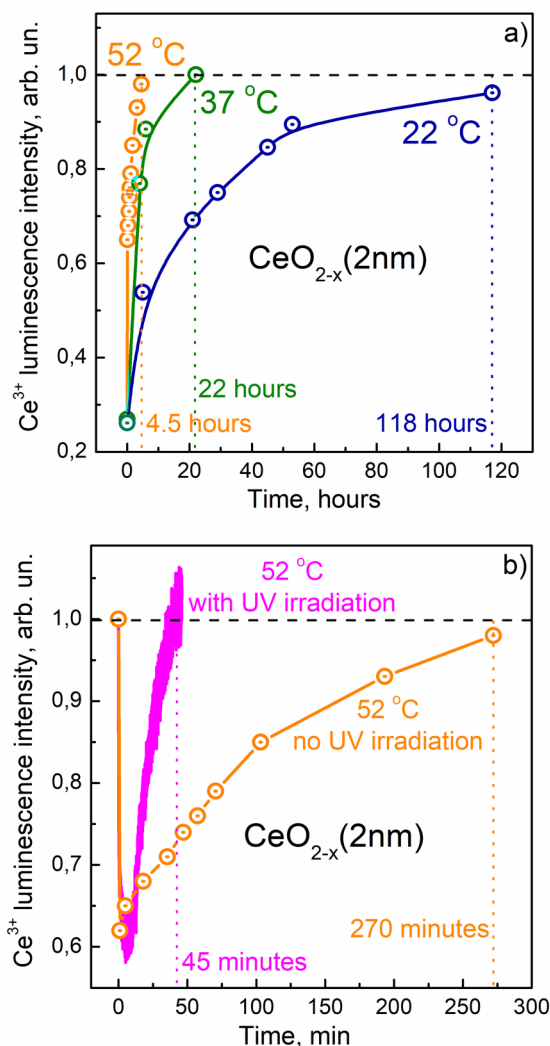 a)
52 °C
1,0
37 °C
22 °C
0,8
CeO2-x(2nm)
0,6
0,4
22 hours
4.5 hours
118 hours
0,2
0 20 40 60 80 100 120
Time, hours
Ce3+ luminescence intensity, arb. un.
b)
52 °C
with UV irradiation
1,0
0,9
52 °C
no UV irradiation
0,8
CeO2-x(2nm)
0,7
270 minutes
45 minutes
0,6
0 50 100 150 200 250 300
Time, min
Ce3+ luminescence intensity, arb. un.